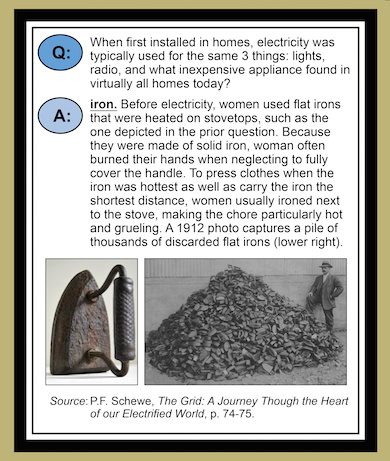 Q:
When first installed in homes, electricity was
typically used for the same 3 things: lights,
radio, and what inexpensive appliance found in
virtually all homes today?
A:
iron. Before electricity, women used flat irons
that were heated on stovetops, such as the
one depicted in the prior question. Because
they were made of solid iron, woman often
burned their hands when neglecting to fully
cover the handle. To press clothes when the
iron was hottest as well as carry the iron the
shortest distance, women usually ironed next
to the stove, making the chore particularly hot
and grueling. A 1912 photo captures a pile of
thousands of discarded flat irons (lower right).
Source: P.F. Schewe, The Grid: A Journey Though the Heart
of our Electrified World, p. 74-75.